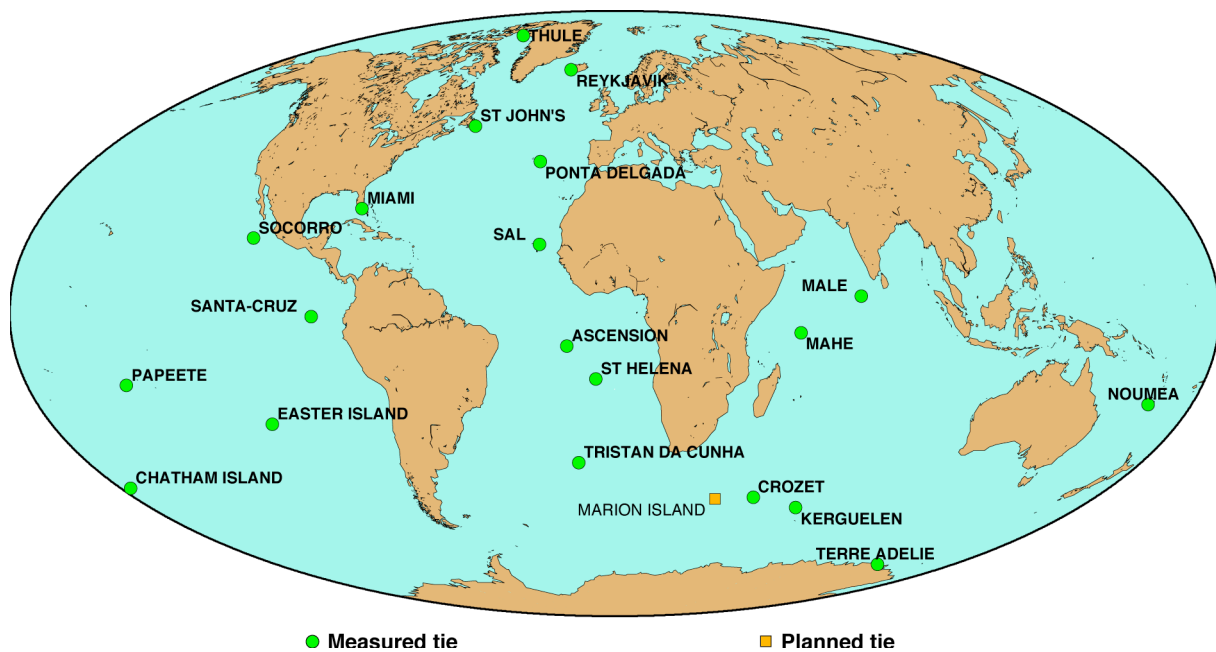 THULE
REYKJAVIK
ST JOHN'S
PONTA DELGADA
MIAMI
SOCORRO
SAL
MALE
SANTA-CRUZ
ASCENSION
MAHE
ST HELENA
PAPEETE
NOUMEA
EASTER ISLAND
TRISTAN DA CUNHA
CHATHAM ISLAND
CROZET
MARION ISLAND
KERGUELEN
TERRE ADELIE
Measured tie
Planned tie